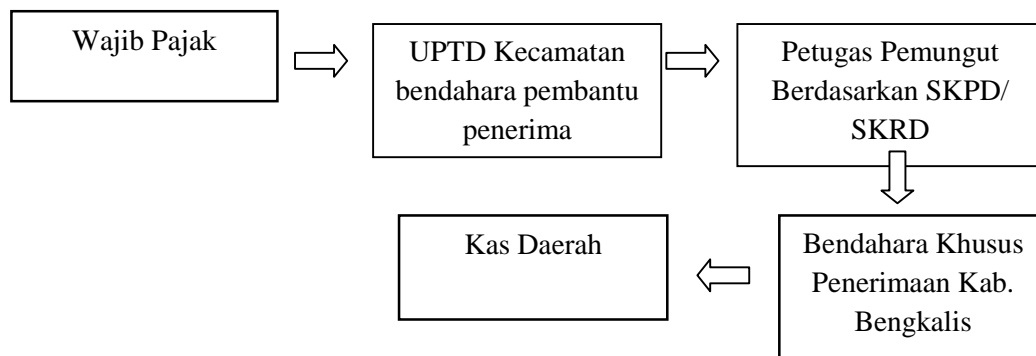 Wajib Pajak
UPTD Kecamatan
bendahara pembantu
penerima
Petugas Pemungut
Berdasarkan SKPD/
SKRD
Bendahara Khusus
Penerimaan Kab.
Bengkalis
Kas Daerah